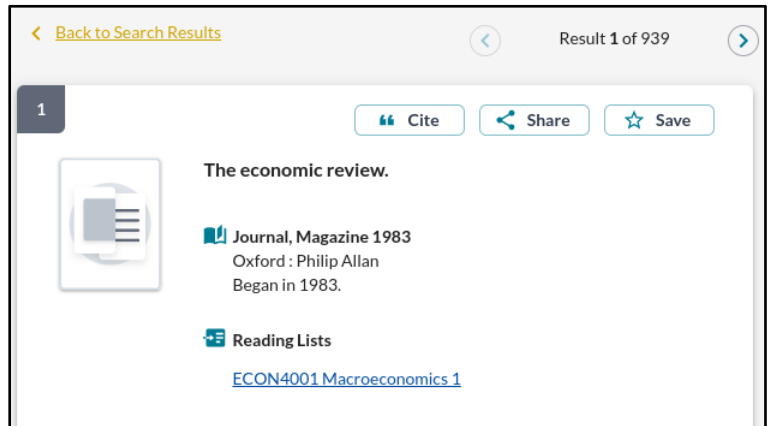 Back to Search Results
Result 1 of 939
1
Cite
Share
Save
The economic review.
Journal, Magazine 1983
Oxford : Philip Allan
Began in 1983.
Reading Lists
ECON4001 Macroeconomics 1